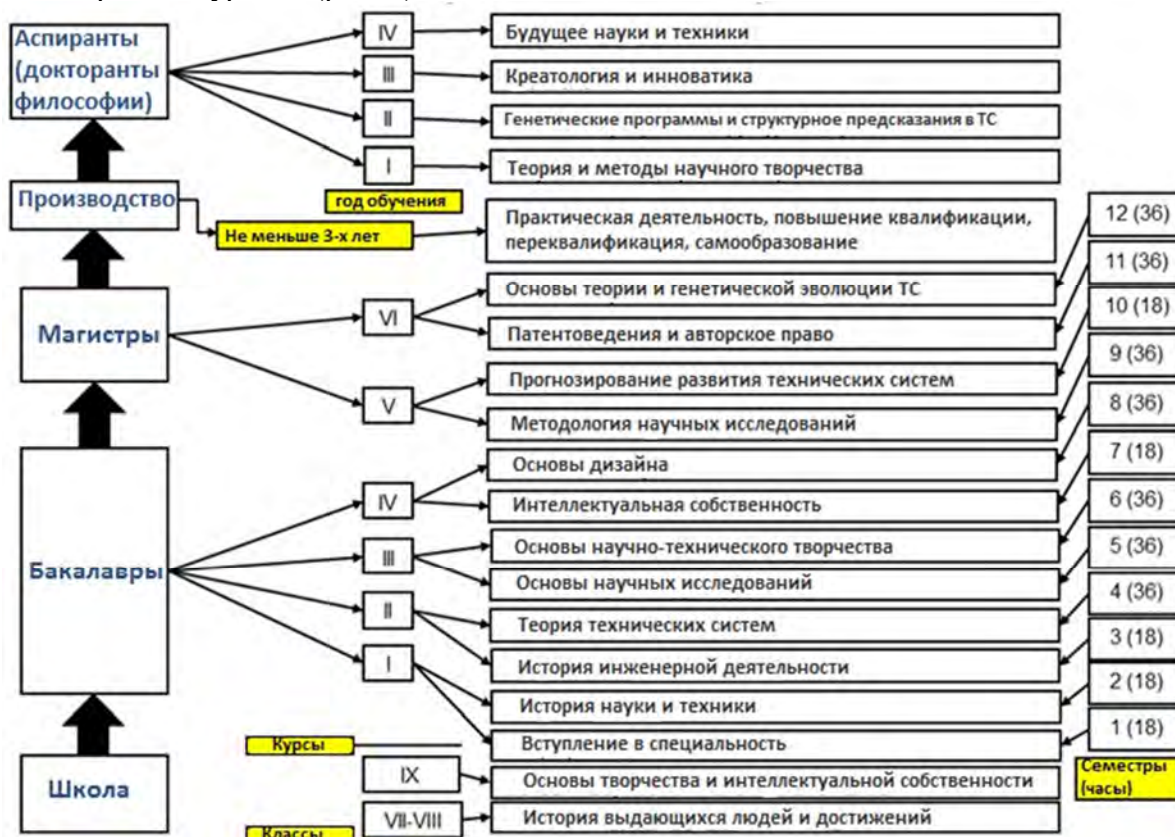 Аспиранты
(докторанты
философии)
IV
Будущее науки и техники
III
Креатология и инноватика
II
Генетические программы и структурное предсказания в ТС
I
Теория и методы научного творчества
Производство
год обучения
Не меньше 3-х лет
Практическая деятельность, повышение квалификации,
переквалификация, самообразование
12 (36)
11 (36)
10 (18)
9 (36)
8 (36)
7 (18)
6 (36)
5 (36)
4 (36)
3 (18)
2 (18)
1 (18)
Семестры
(часы)
Магистры
VI
Основы теории и генетической эволюции ТС
Патентоведения и авторское право
V
Прогнозирование развития технических систем
Методология научных исследований
Бакалавры
IV
Основы дизайна
Интеллектуальная собственность
III
Основы научно-технического творчества
Основы научных исследований
II
Теория технических систем
История инженерной деятельности
I
История науки и техники
Вступление в специальность
Курсы
Школа
IX
Основы творчества и интеллектуальной собственности
VII-VIII
История выдающихся людей и достижений
Классы